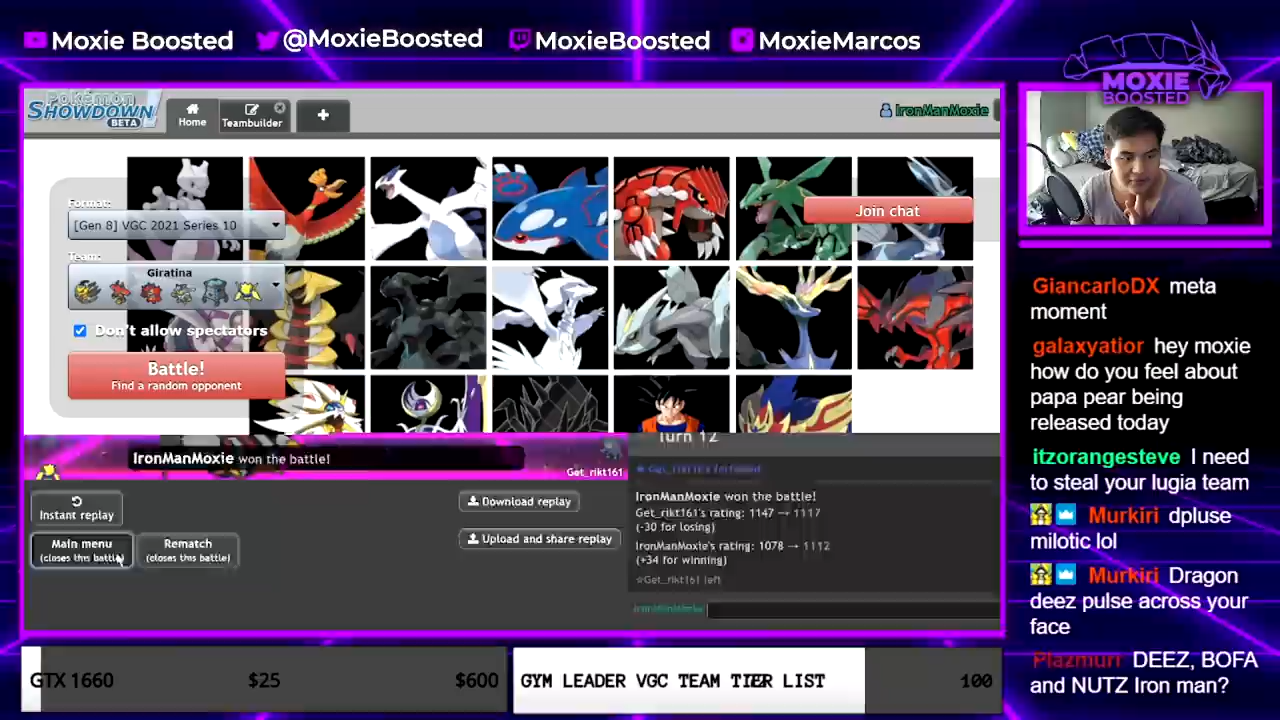 Moxie Boosted @MoxieBoosted MoxieBoosted MoxieMarcos
MOXIE
BOOSTED
Pokémon
SHOWDOWN
BETA
Home
Teambuilder
IronManMoxie
Format:
[Gen 8] VGC 2021 Series 10
Join chat
Team:
Giratina
Don't allow spectators
Battle!
Find a random opponent
IronManMoxie won the battle!
Get_rikt161
Instant replay
Main menu
(closes this battle)
Rematch
(closes this battle)
Download replay
Upload and share replay
Turn 12
IronManMoxie won the battle!
Get_rikt161's rating: 1147 → 1117
(-30 for losing)
IronManMoxie's rating: 1078 → 1112
(+34 for winning)
☆Get_rikt161 left
IronManMoxie
GiancarloDX meta
moment
galaxyatior hey moxie
how do you feel about
papa pear being
released today
itzorangesteve I need
to steal your lugia team
Murkiri dpluse
milotic lol
Murkiri Dragon
deez pulse across your
face
Plazmuri DEEZ, BOFA
and NUTZ Iron man?
GTX 1660 $25 $600
GYM LEADER VGC TEAM TIER LIST 100